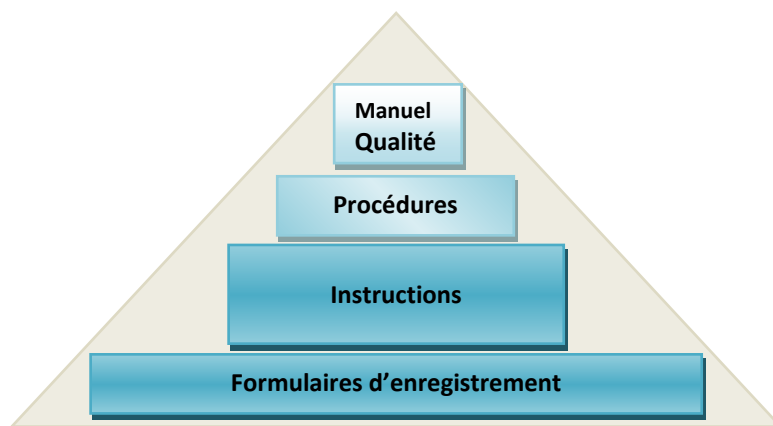 Manuel
Qualité
Procédures
Instructions
Formulaires d’enregistrement